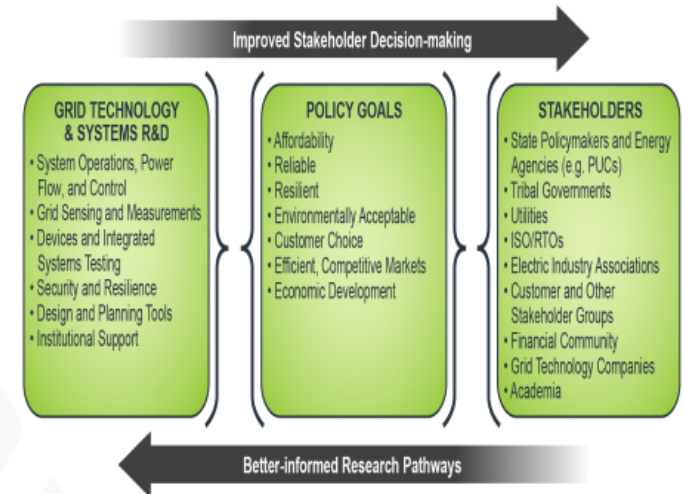 Improved Stakeholder Decision-making
GRID TECHNOLOGY
& SYSTEMS R&D
• System Operations, Power
Flow, and Control
• Grid Sensing and Measurements
• Devices and Integrated
Systems Testing
• Security and Resilience
• Design and Planning Tools
• Institutional Support
POLICY GOALS
• Affordability
• Reliable
• Resilient
• Environmentally Acceptable
• Customer Choice
• Efficient, Competitive Markets
• Economic Development
STAKEHOLDERS
• State Policymakers and Energy
Agencies (e.g. PUCs)
• Tribal Governments
• Utilities
• ISO/RTOs
• Electric Industry Associations
• Customer and Other
Stakeholder Groups
• Financial Community
• Grid Technology Companies
• Academia
Better-informed Research Pathways